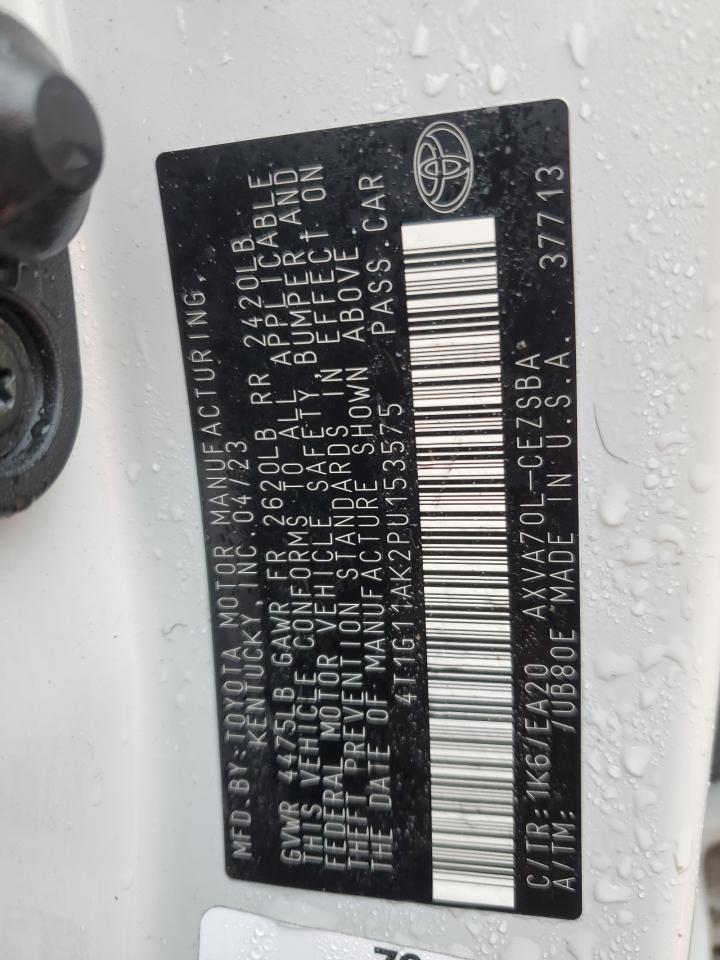 MFD.BY:TOYOTA MOTOR MANUFACTURING,
KENTUCKY, INC.04/23
GVWR 4475LB GAWR FR 2620LB RR 2420LB
THIS VEHICLE CONFORMS TO ALL APPLICABLE
FEDERAL MOTOR VEHICLE SAFETY, BUMPER AND
THEFT PREVENTION STANDARDS IN EFFECT ON
THE DATE OF MANUFACTURE SHOWN ABOVE.
4T1G11AK2PU153575 PASS.CAR
C/TR: 1K6/EA20 AXVA70L-CEZSBA
A/TM: /UB80E MADE IN U.S.A. 37713